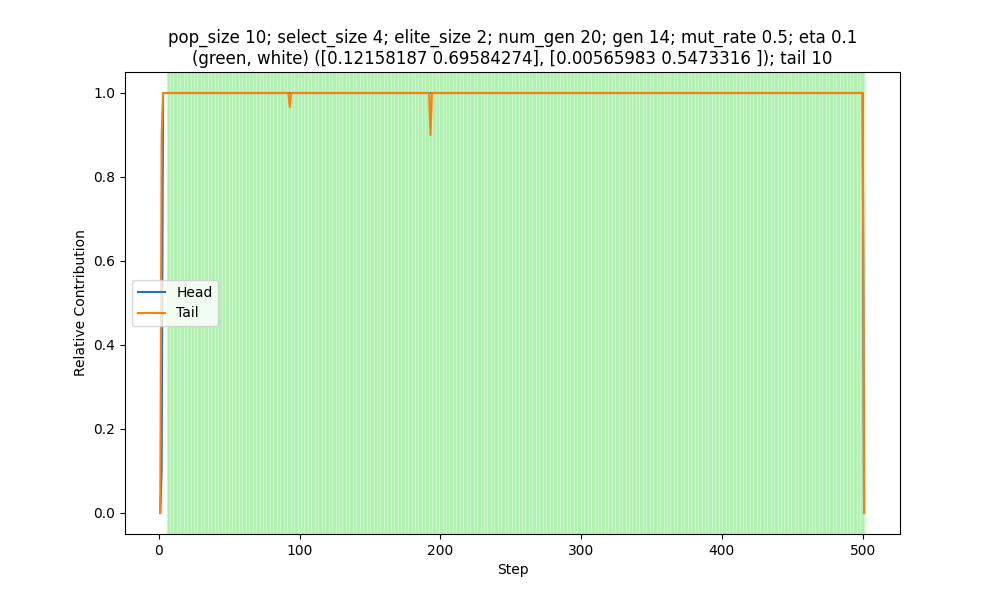 pop_size 10; select_size 4; elite_size 2; num_gen 20; gen 14; mut_rate 0.5; eta 0.1
(green, white) ([0.12158187 0.69584274], [0.00565983 0.5473316 ]); tail 10
1.0
0.8
0.6
0.4
0.2
0.0
Relative Contribution
Head
Tail
0
100
200
300
400
500
Step